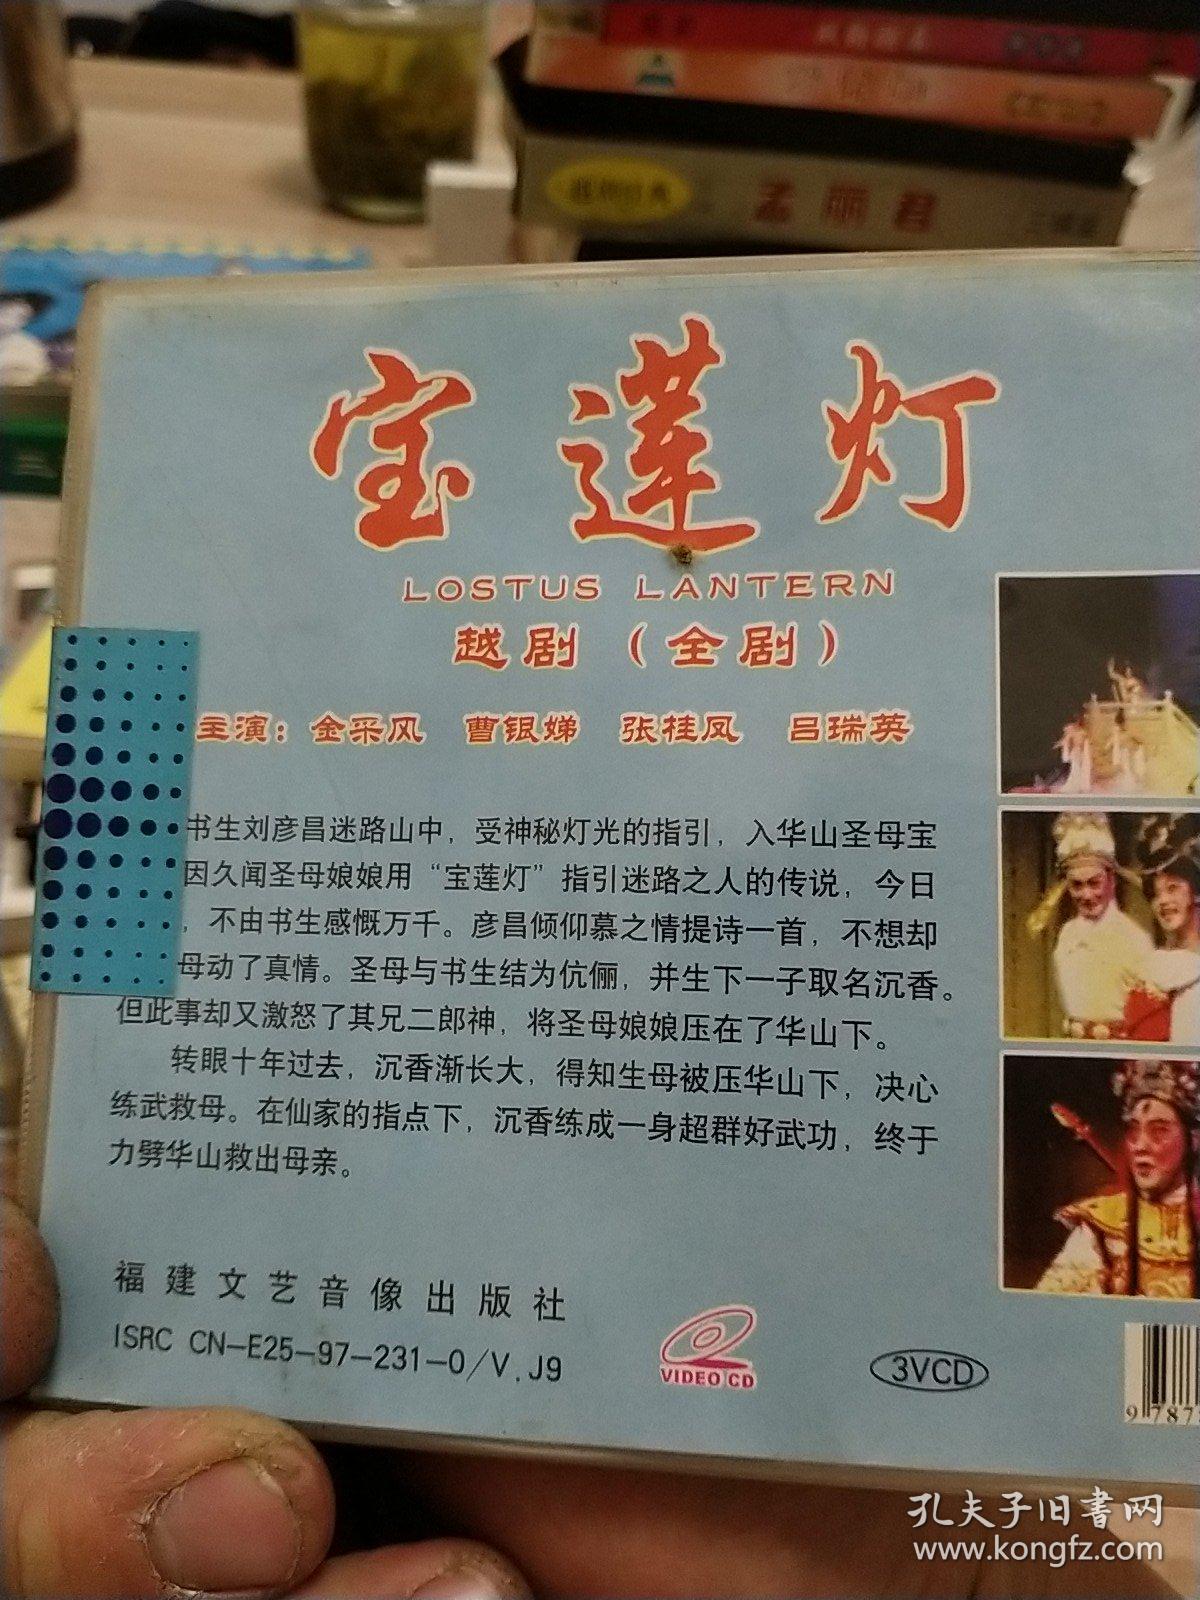 孟丽君
宝莲灯
LOSTUS LANTERN
越剧（全剧）
主演：金采风 曹银娣 张桂凤 吕瑞英
书生刘彦昌迷路山中，受神秘灯光的指引，入华山圣母宝
因久闻圣母娘娘用“宝莲灯”指引迷路之人的传说，今日
，不由书生感慨万千。彦昌倾仰慕之情提诗一首，不想却
母动了真情。圣母与书生结为伉俪，并生下一子取名沉香。
但此事却又激怒了其兄二郎神，将圣母娘娘压在了华山下。
转眼十年过去，沉香渐长大，得知生母被压华山下，决心
练武救母。在仙家的指点下，沉香练成一身超群好武功，终于
力劈华山救出母亲。
福建文艺音像出版社
ISRC CN-E25-97-231-0/V.J9
VIDEO CD
3VCD
9 787
孔夫子旧书网
www.kongfz.com